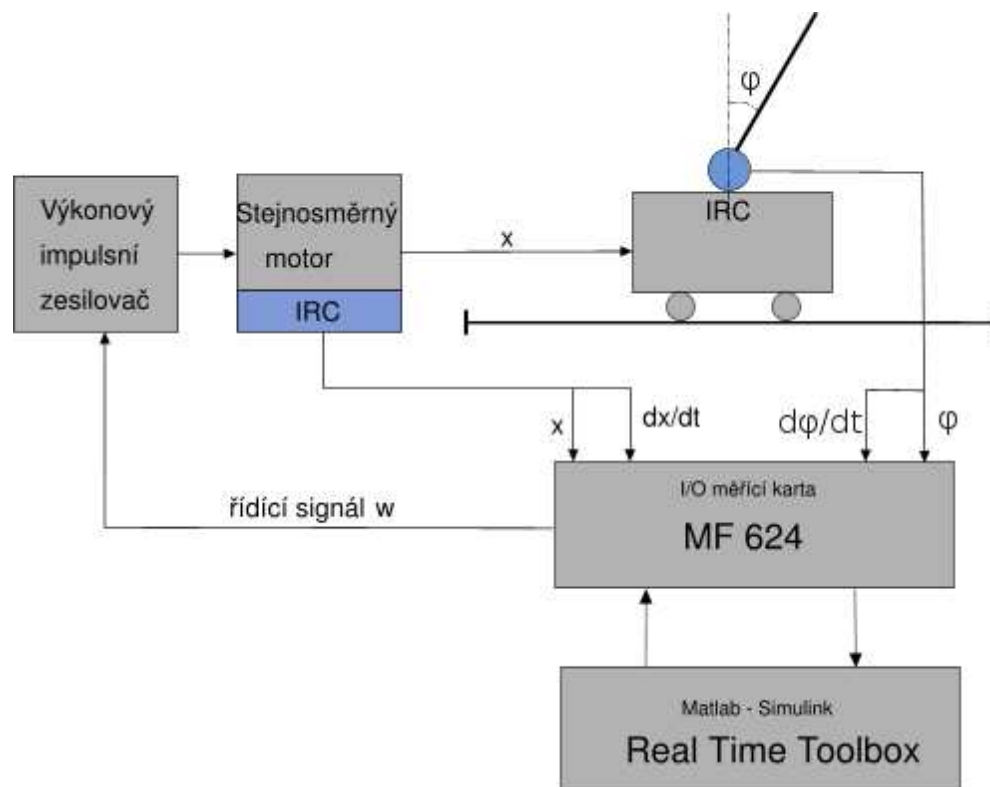 φ
Výkonový
impulsní
zesilovač
Stejnosměrný
motor
IRC
x
IRC
x
dx/dt
dφ/dt
φ
řídící signál w
I/O měřící karta
MF 624
Matlab - Simulink
Real Time Toolbox